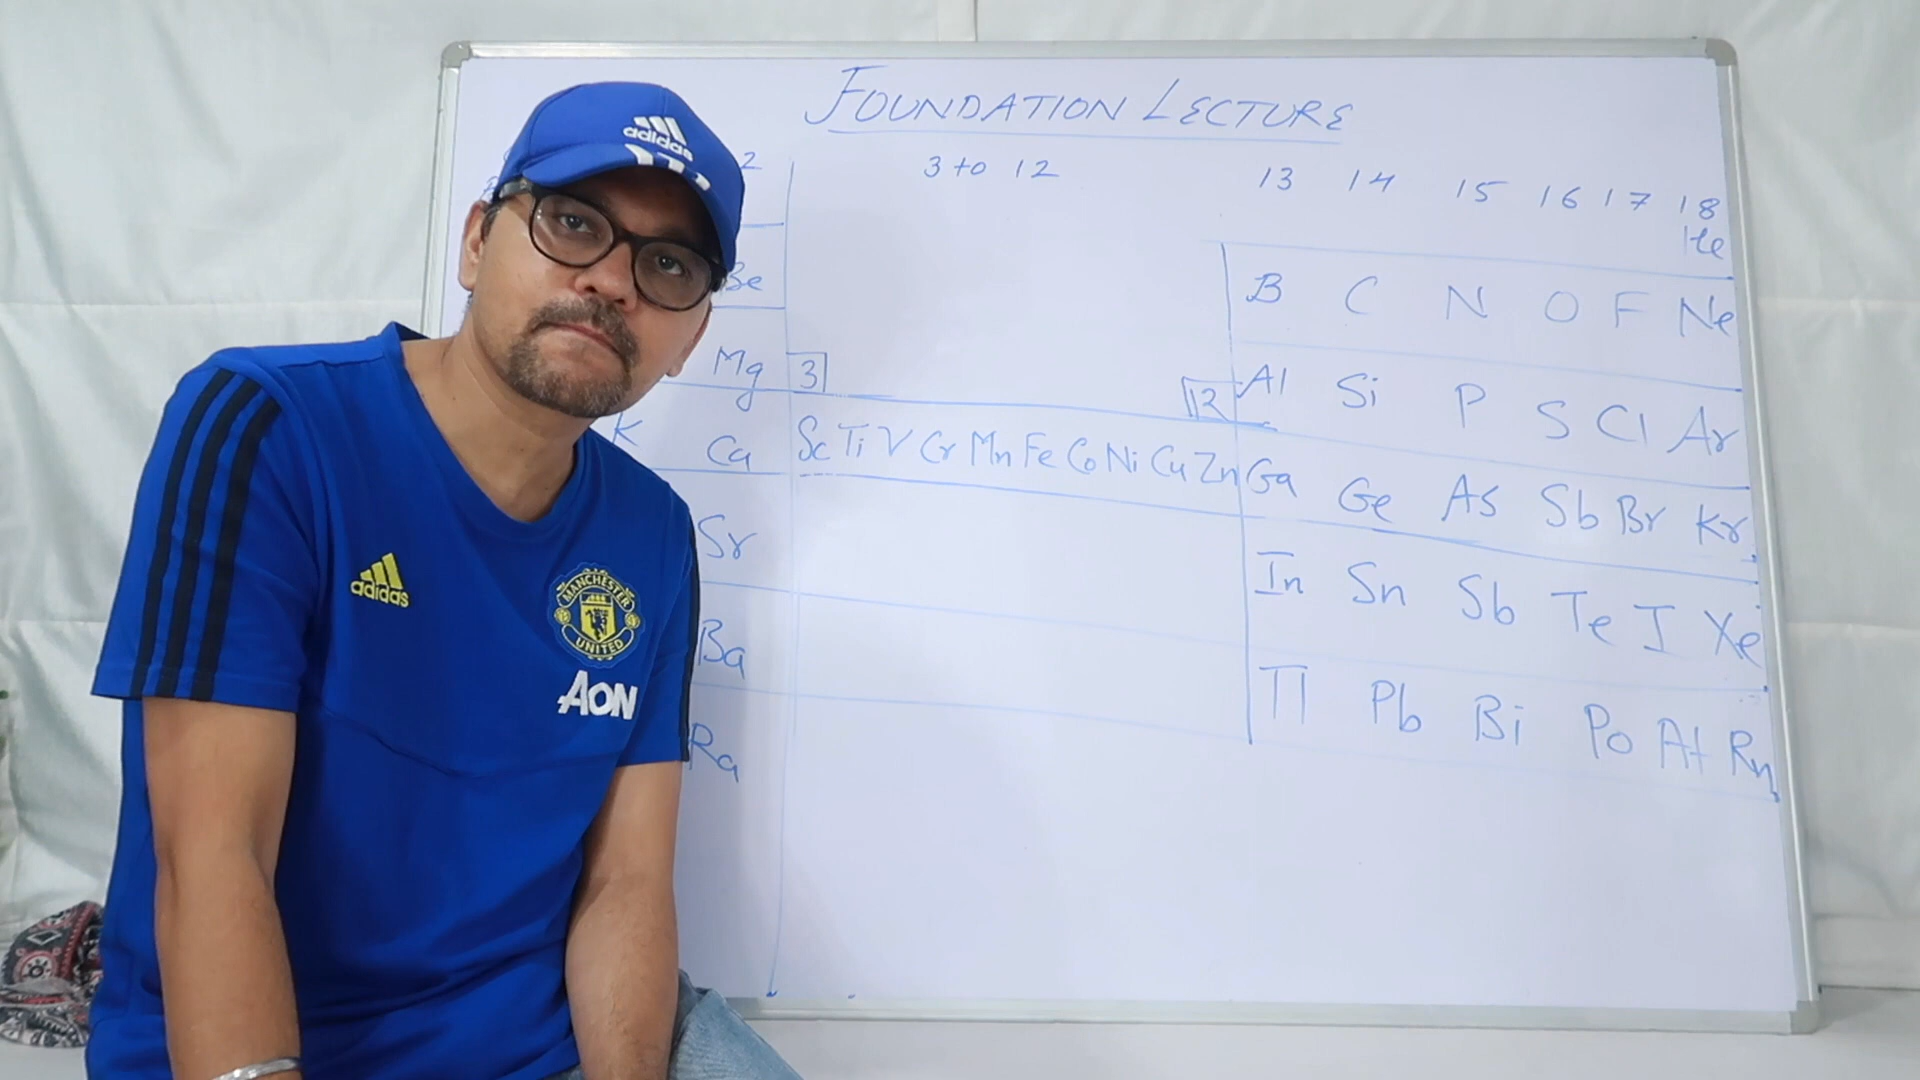 FOUNDATION LECTURE
2 3 to 12 13 14 15 16 17 18
He
Be B C N O F Ne
Mg 3 12 Al Si P S Cl Ar
K Ca Sc Ti V Cr Mn Fe Co Ni Cu Zn Ga Ge As Sb Br Kr
Sr In Sn Sb Te I Xe
Ba Tl Pb Bi Po At Rn
Ra
adidas
adidas
MANCHESTER
UNITED
AON